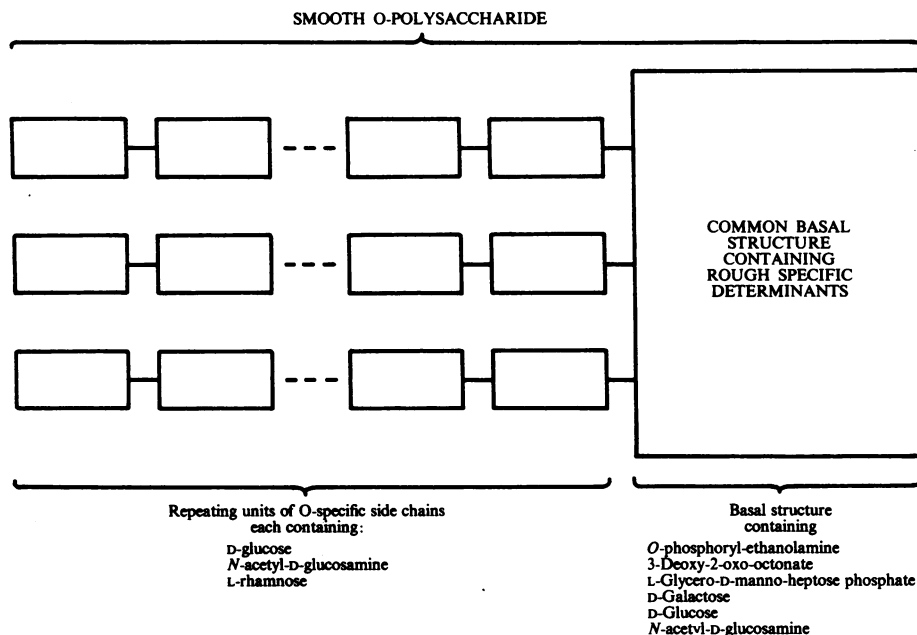 SMOOTH O-POLYSACCHARIDE
COMMON BASAL
STRUCTURE
CONTAINING
ROUGH SPECIFIC
DETERMINANTS
Repeating units of O-specific side chains
each containing:
D-glucose
N-acetyl-D-glucosamine
L-rhamnose
Basal structure
containing
O-phosphoryl-ethanolamine
3-Deoxy-2-oxo-octonate
L-Glycero-D-manno-heptose phosphate
D-Galactose
D-Glucose
N-acetyl-D-glucosamine